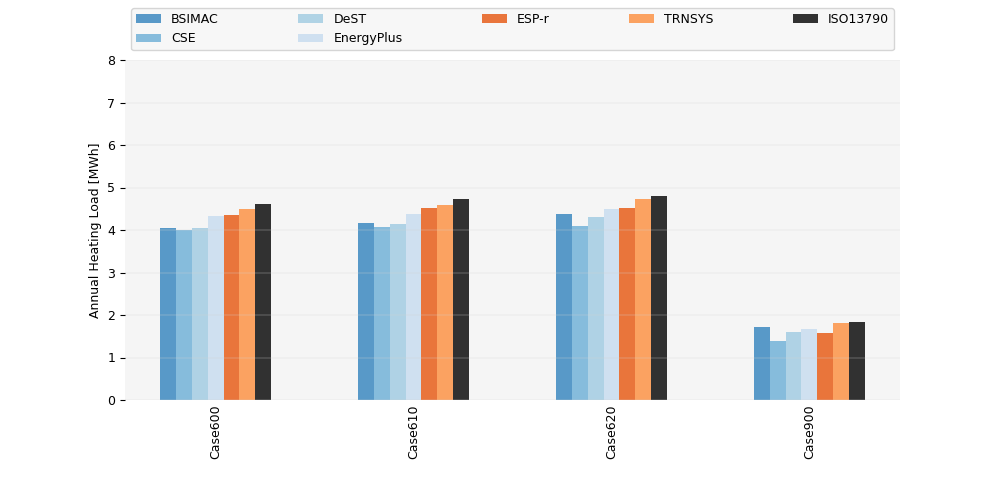 BSIMAC DeST ESP-r TRNSYS ISO13790
CSE EnergyPlus
8
7
6
5
4
3
2
1
0
Annual Heating Load [MWh]
Case600 Case610 Case620 Case900